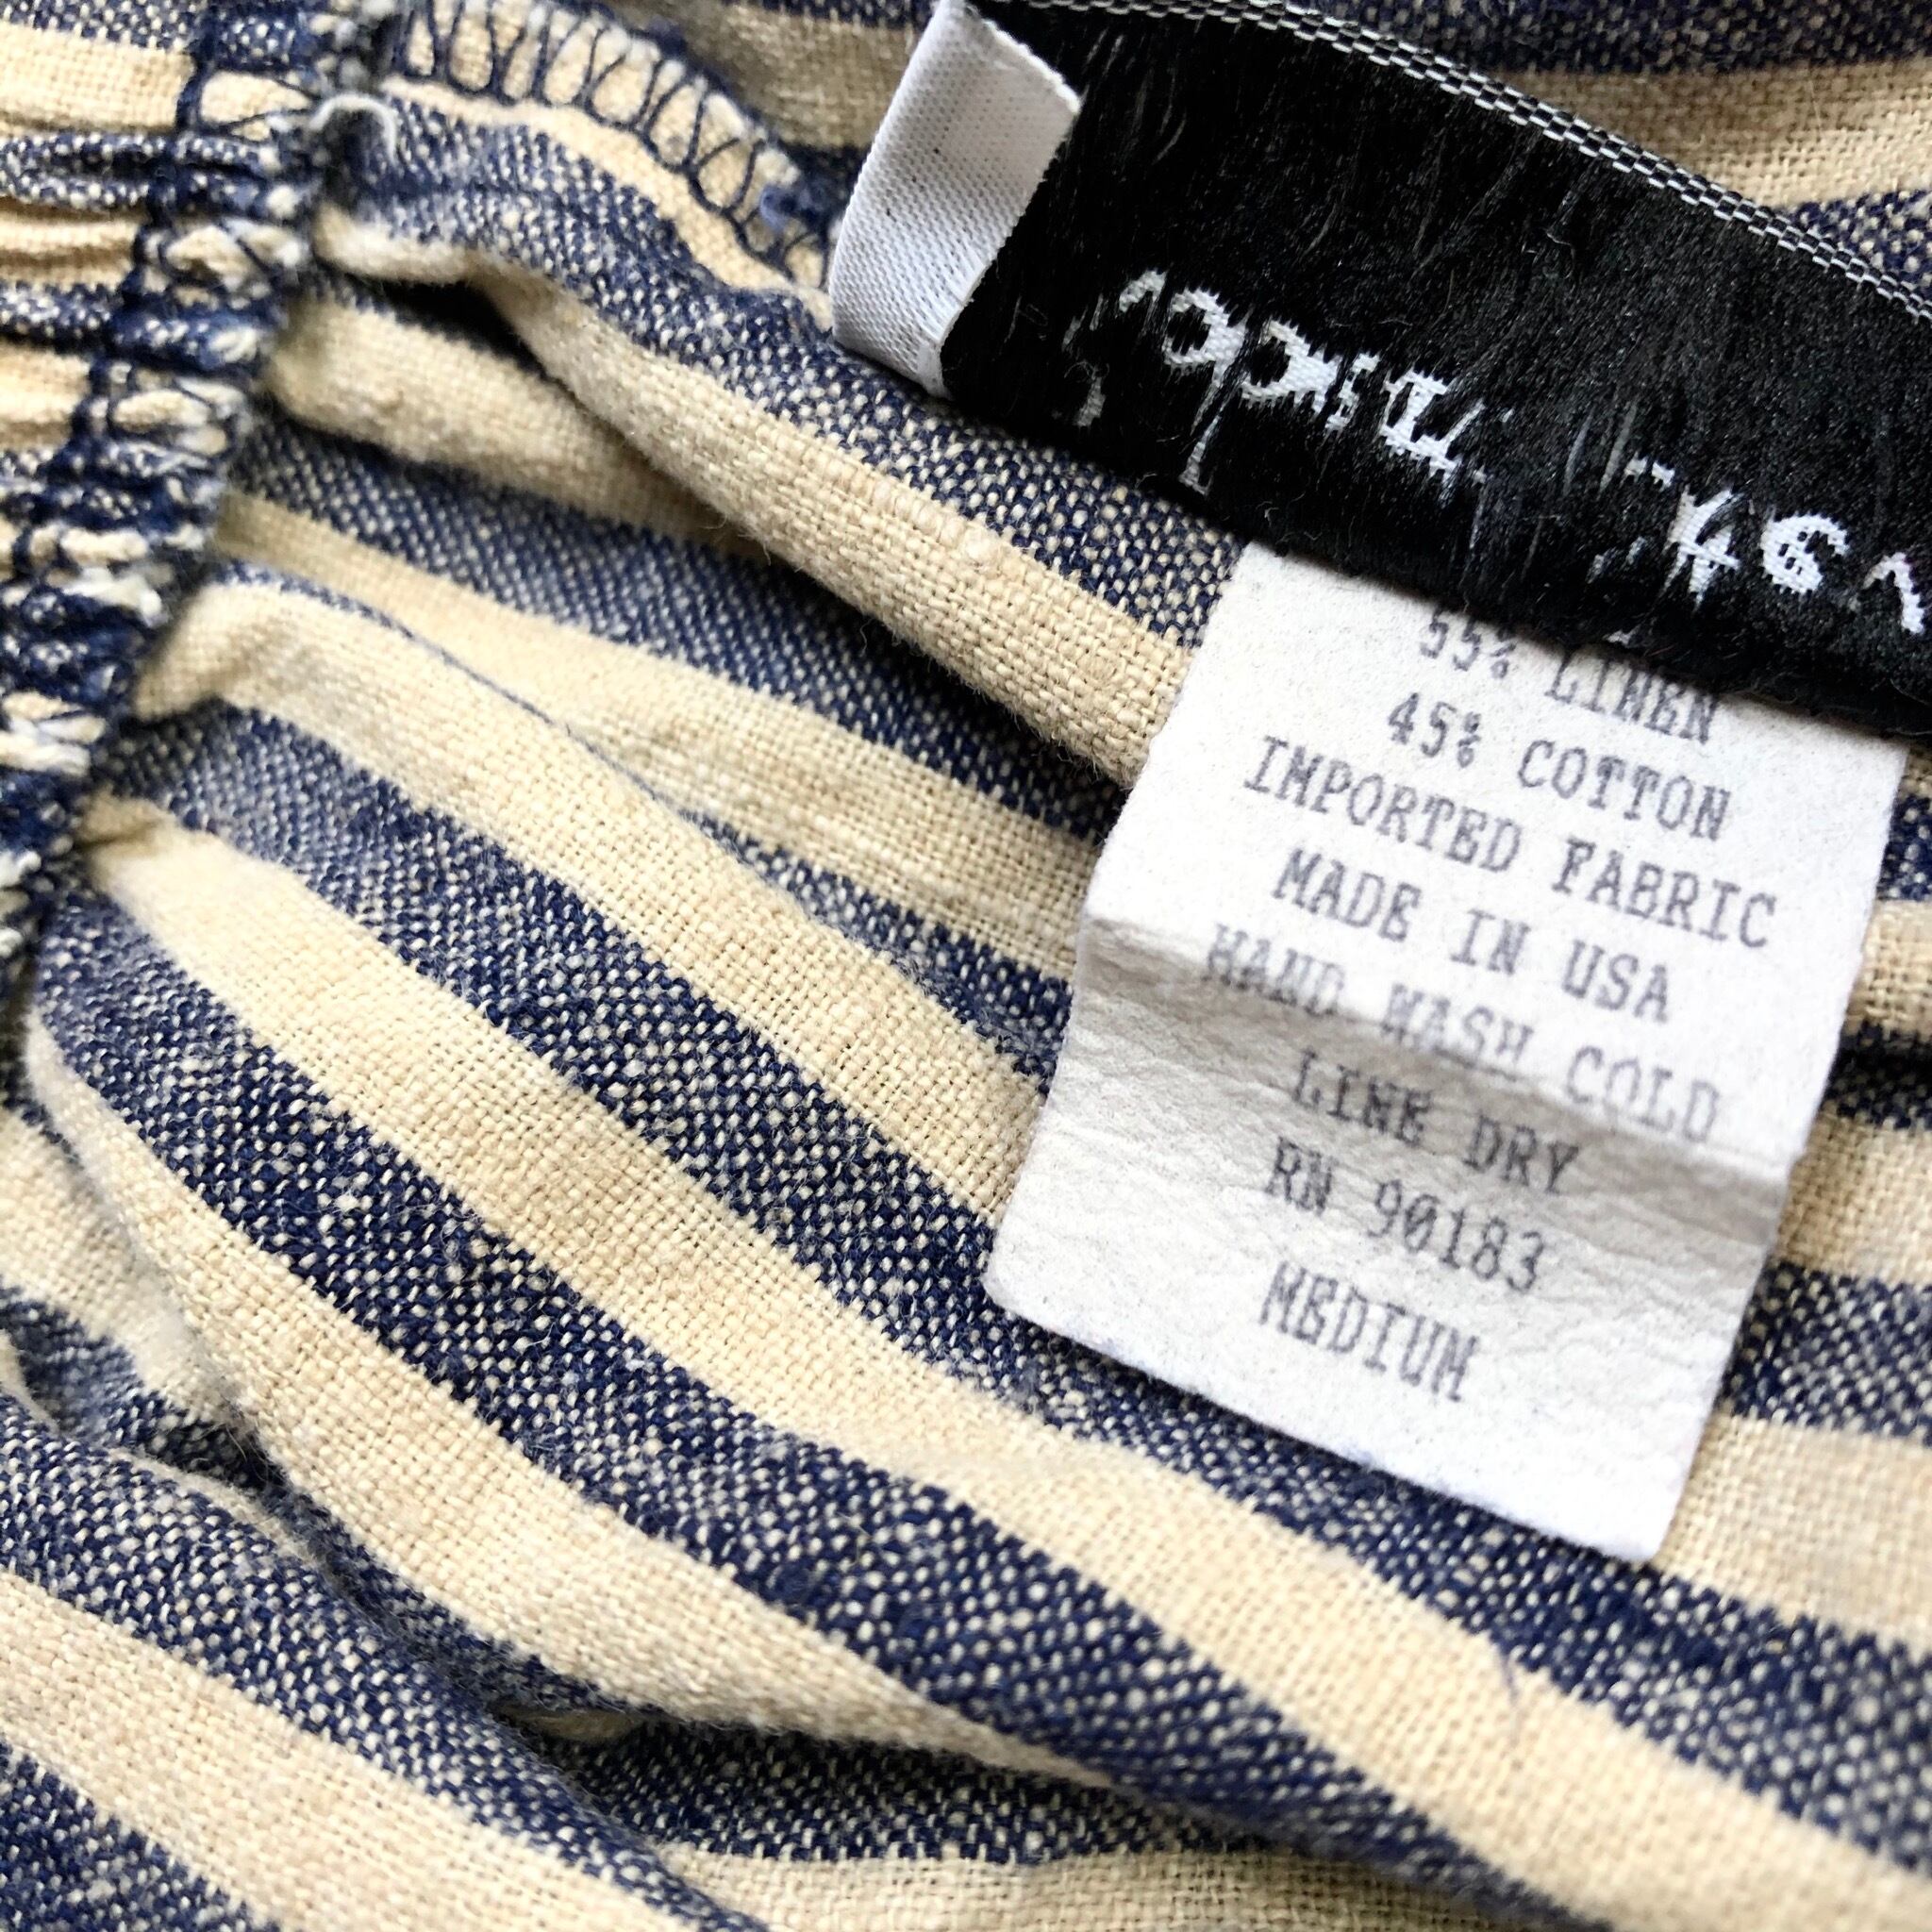 55% LINEN
45% COTTON
IMPORTED FABRIC
MADE IN USA
HAND WASH COLD
LINE DRY
RN 90183
MEDIUM